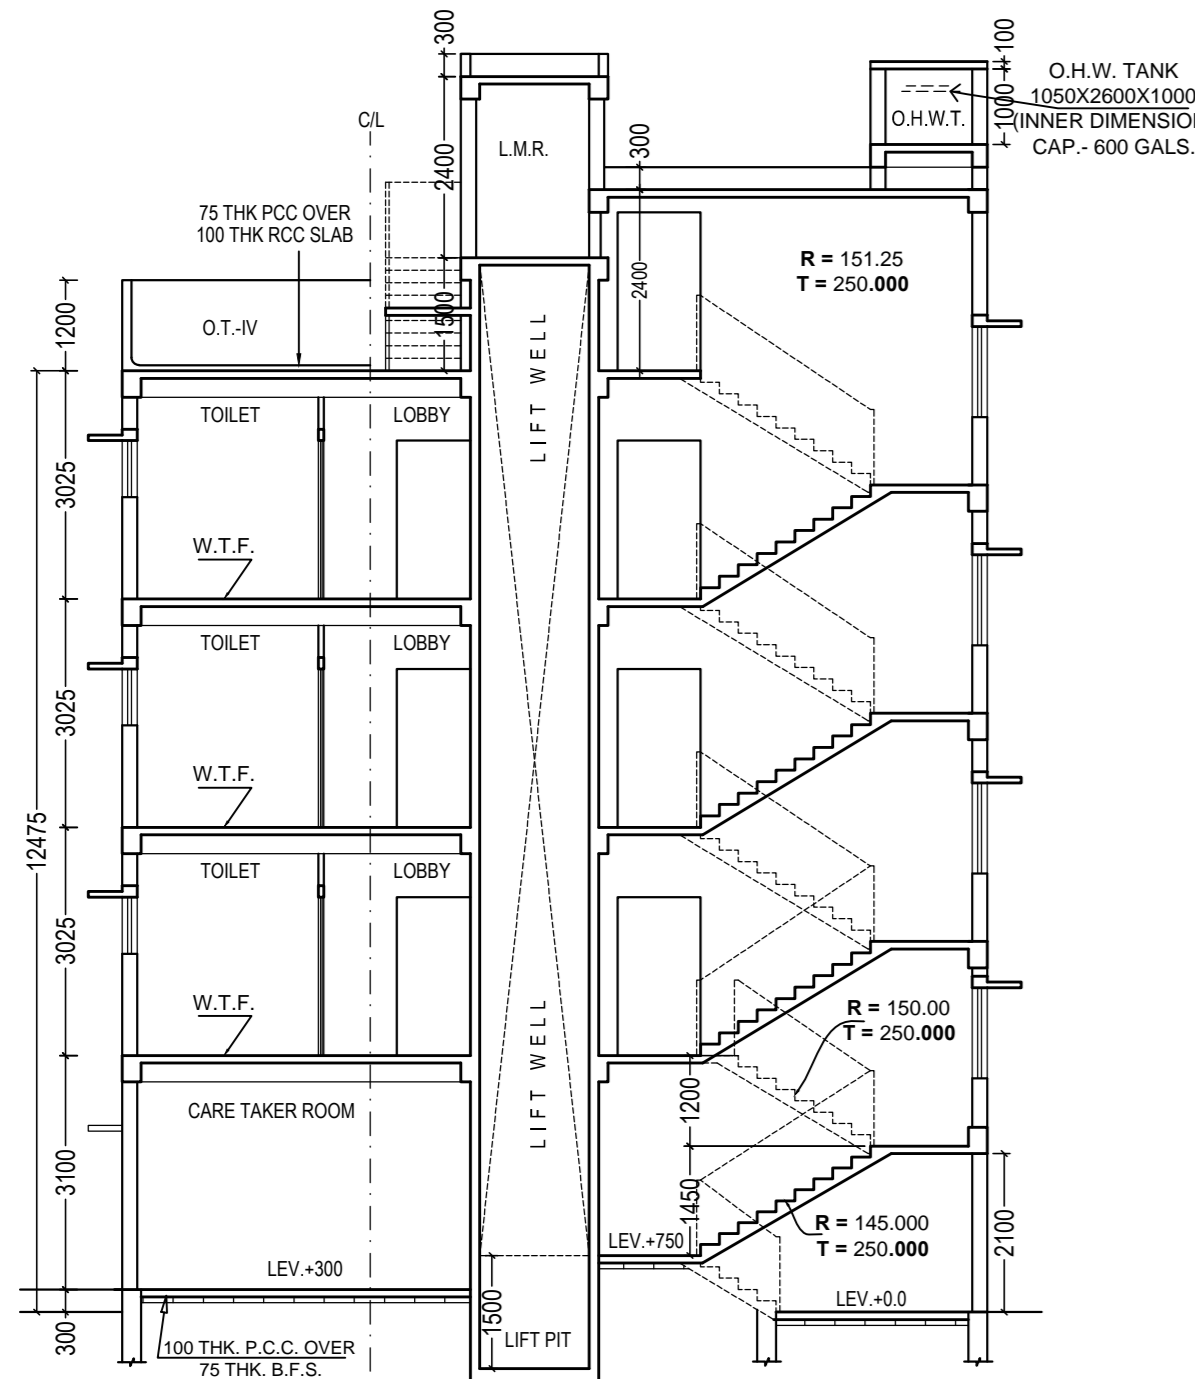 300
100
O.H.W. TANK
1050X2600X1000
(INNER DIMENSION
CAP.- 600 GALS.
1000
O.H.W.T.
C/L
L.M.R.
2400
300
75 THK PCC OVER
100 THK RCC SLAB
R = 151.25
T = 250.000
2400
1200
O.T.-IV
1500
LIFT WELL
TOILET
LOBBY
3025
W.T.F.
TOILET
LOBBY
3025
W.T.F.
12475
TOILET
LOBBY
3025
W.T.F.
LIFT WELL
R = 150.00
T = 250.000
CARE TAKER ROOM
1200
3100
1450
R = 145.000
T = 250.000
2100
LEV.+750
LEV.+300
LEV.+0.0
300
1500
LIFT PIT
100 THK. P.C.C. OVER
75 THK. B.F.S.